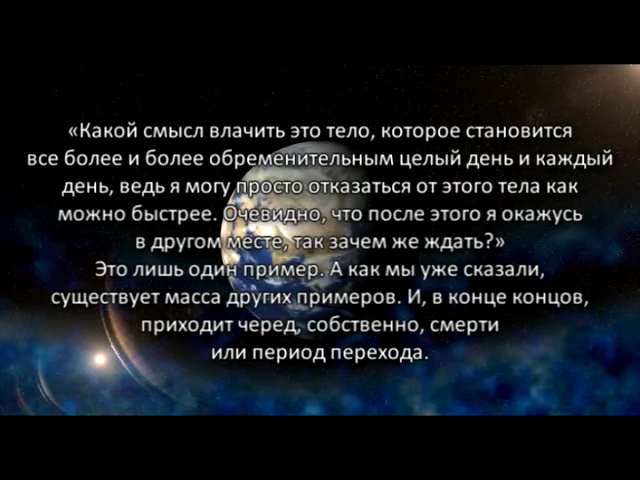 «Какой смысл влачить это тело, которое становится
все более и более обременительным целый день и каждый
день, ведь я могу просто отказаться от этого тела как
можно быстрее. Очевидно, что после этого я окажусь
в другом месте, так зачем же ждать?»
Это лишь один пример. А как мы уже сказали,
существует масса других примеров. И, в конце концов,
приходит черед, собственно, смерти
или период перехода.